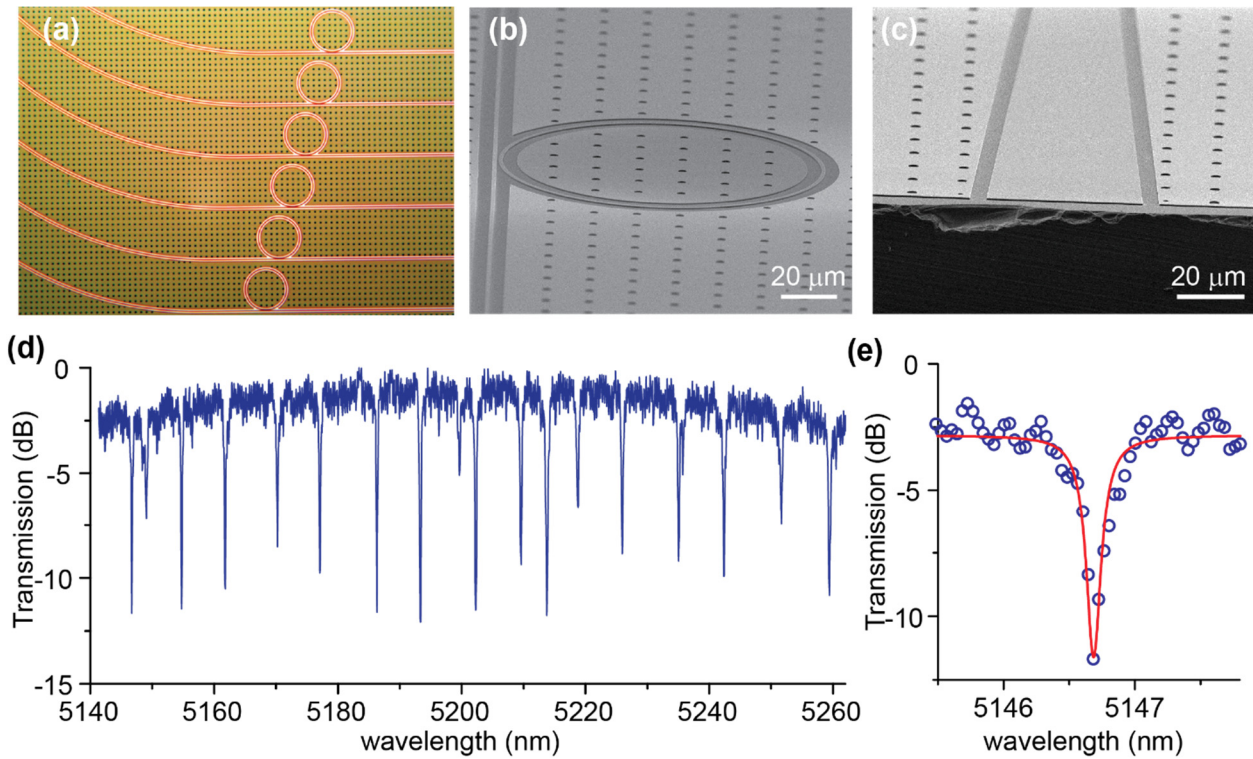 (a)
(b)
20 μm
(c)
20 μm
(d)
0
-5
-10
-15
Transmission (dB)
5140 5160 5180 5200 5220 5240 5260
wavelength (nm)
(e)
0
-5
-10
Transmission (dB)
5146 5147
wavelength (nm)